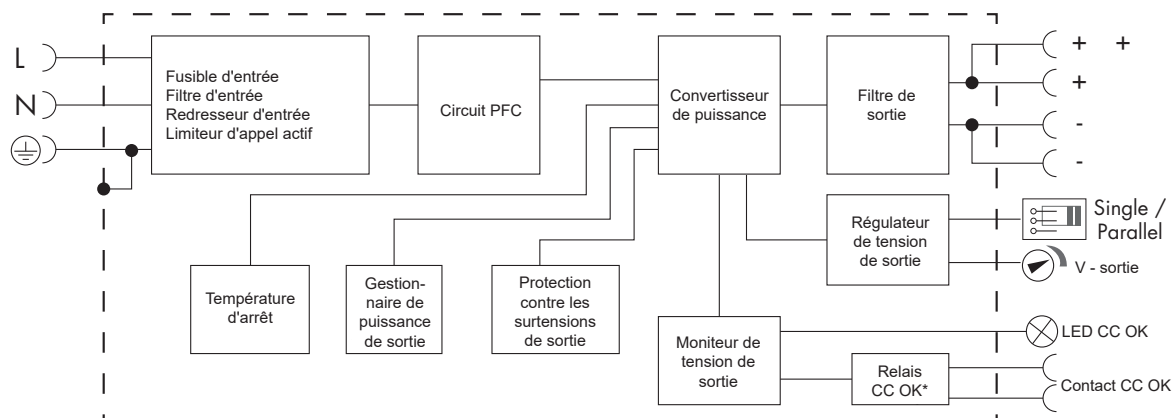 L
N
Fusible d'entrée
Filtre d'entrée
Redresseur d'entrée
Limiteur d'appel actif
Circuit PFC
Convertisseur
de puissance
Filtre de
sortie
+ +
+
-
-
Régulateur
de tension
de sortie
Single /
Parallel
V - sortie
Température
d'arrêt
Gestion-
naire de
puissance
de sortie
Protection
contre les
surtensions
de sortie
Moniteur de
tension de
sortie
Relais
CC OK*
LED CC OK
Contact CC OK